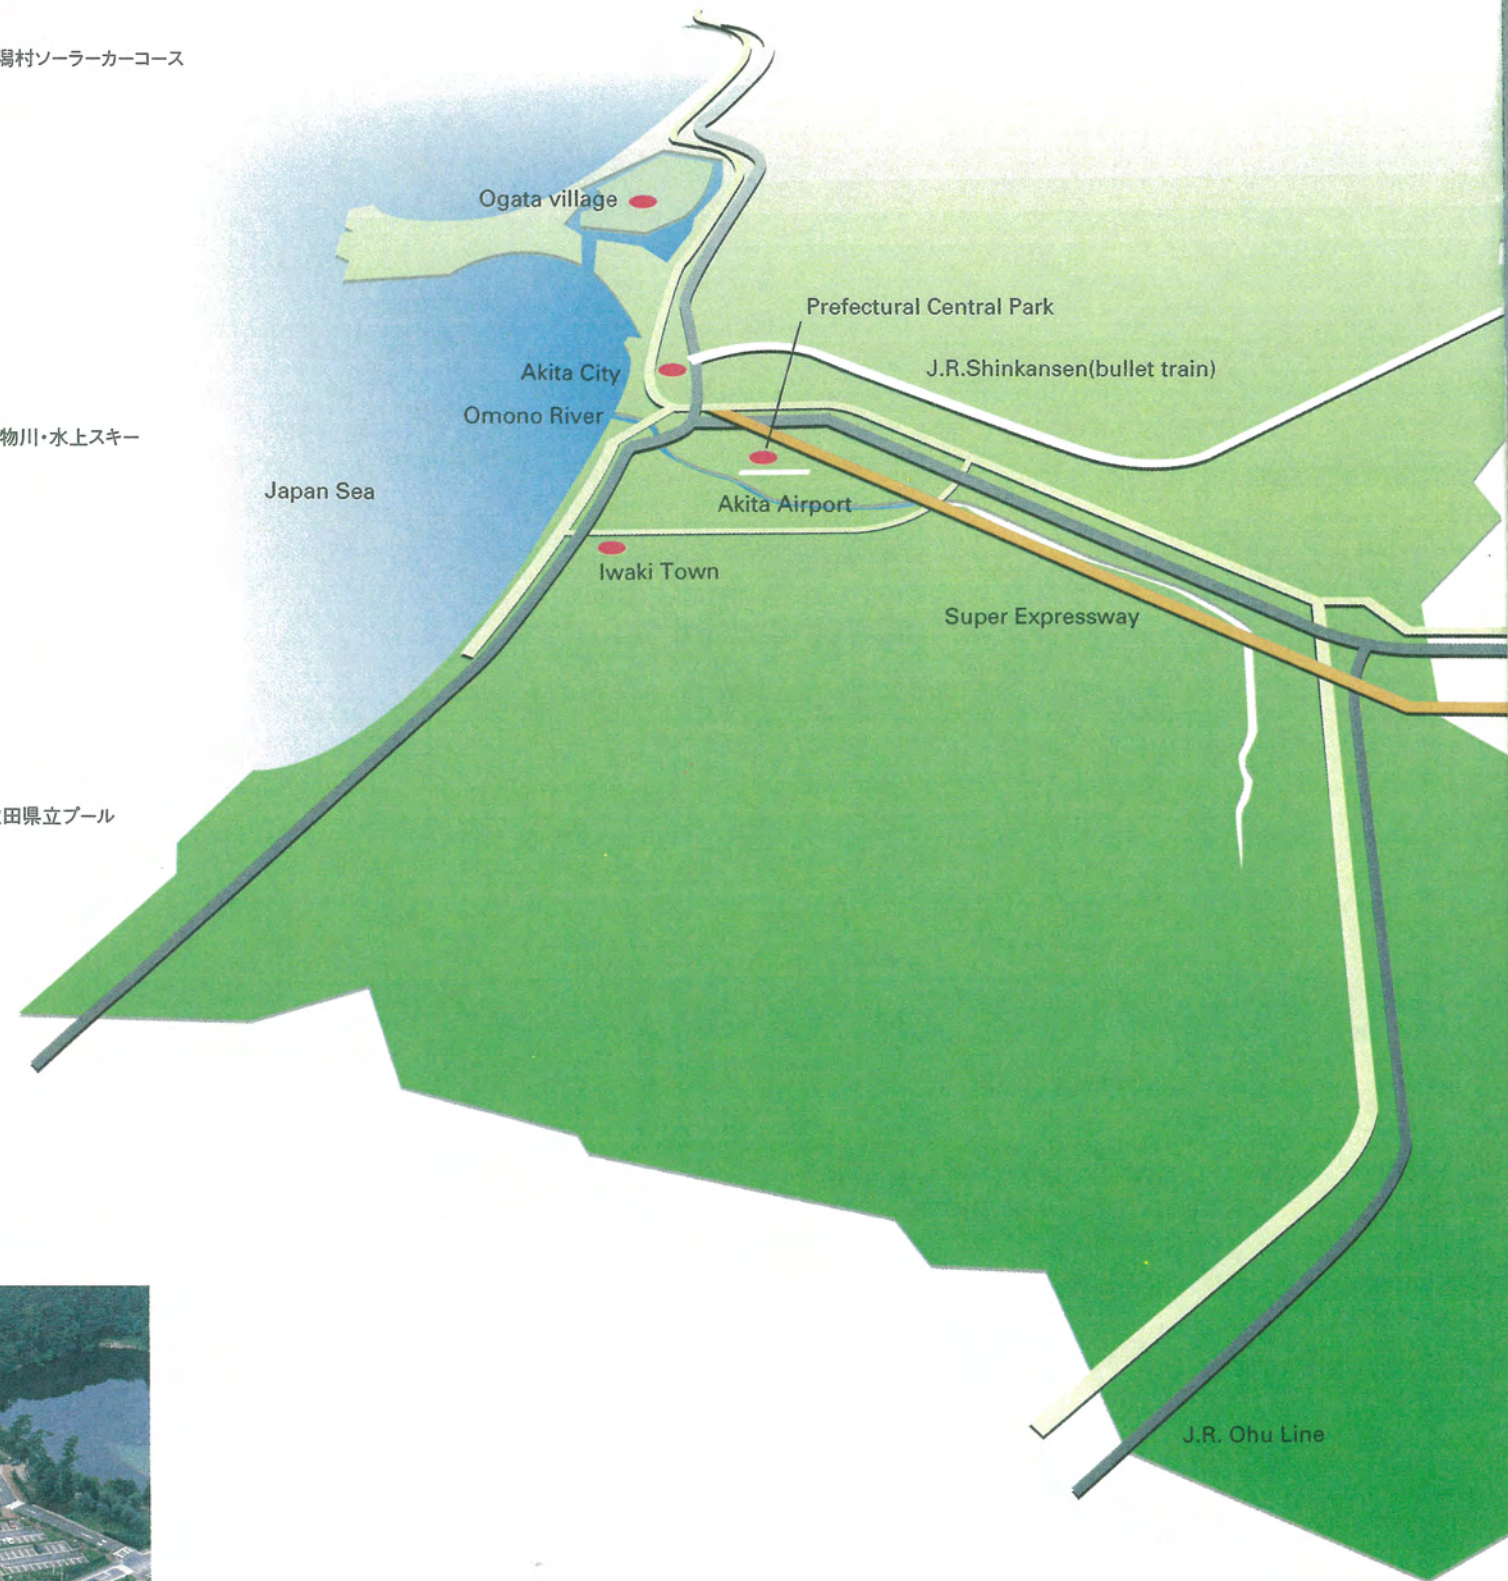 潟村ソーラーカーコース
Ogata village
Prefectural Central Park
J.R.Shinkansen(bullet train)
Akita City
Omono River
物川・水上スキー
Japan Sea
Akita Airport
Iwaki Town
Super Expressway
田県立プール
J.R. Ohu Line